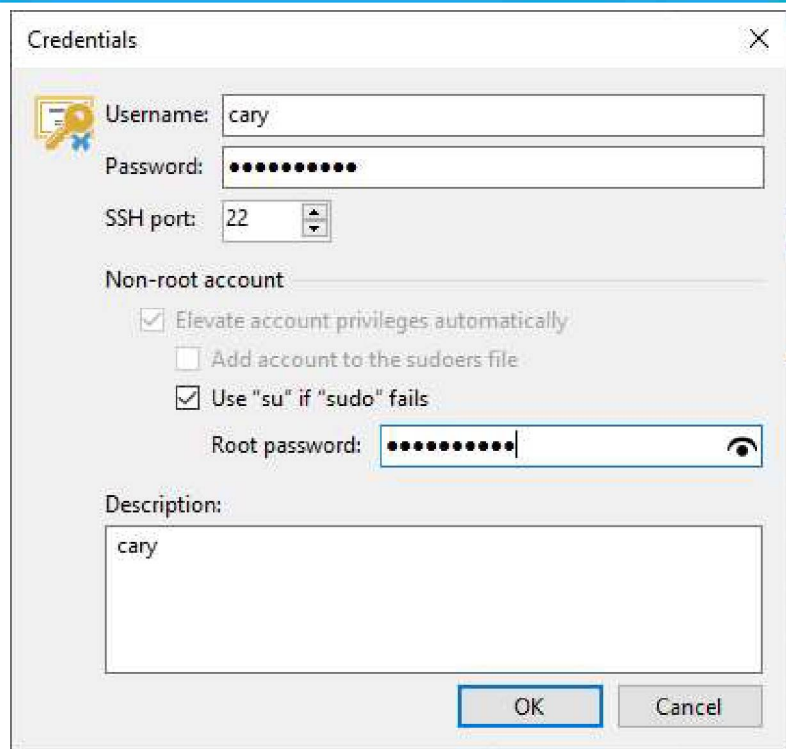 Credentials
Username: cary
Password: ●●●●●●●●●●
SSH port: 22
Non-root account
Elevate account privileges automatically
Add account to the sudoers file
Use "su" if "sudo" fails
Root password: ●●●●●●●●●●
Description:
cary
OK Cancel